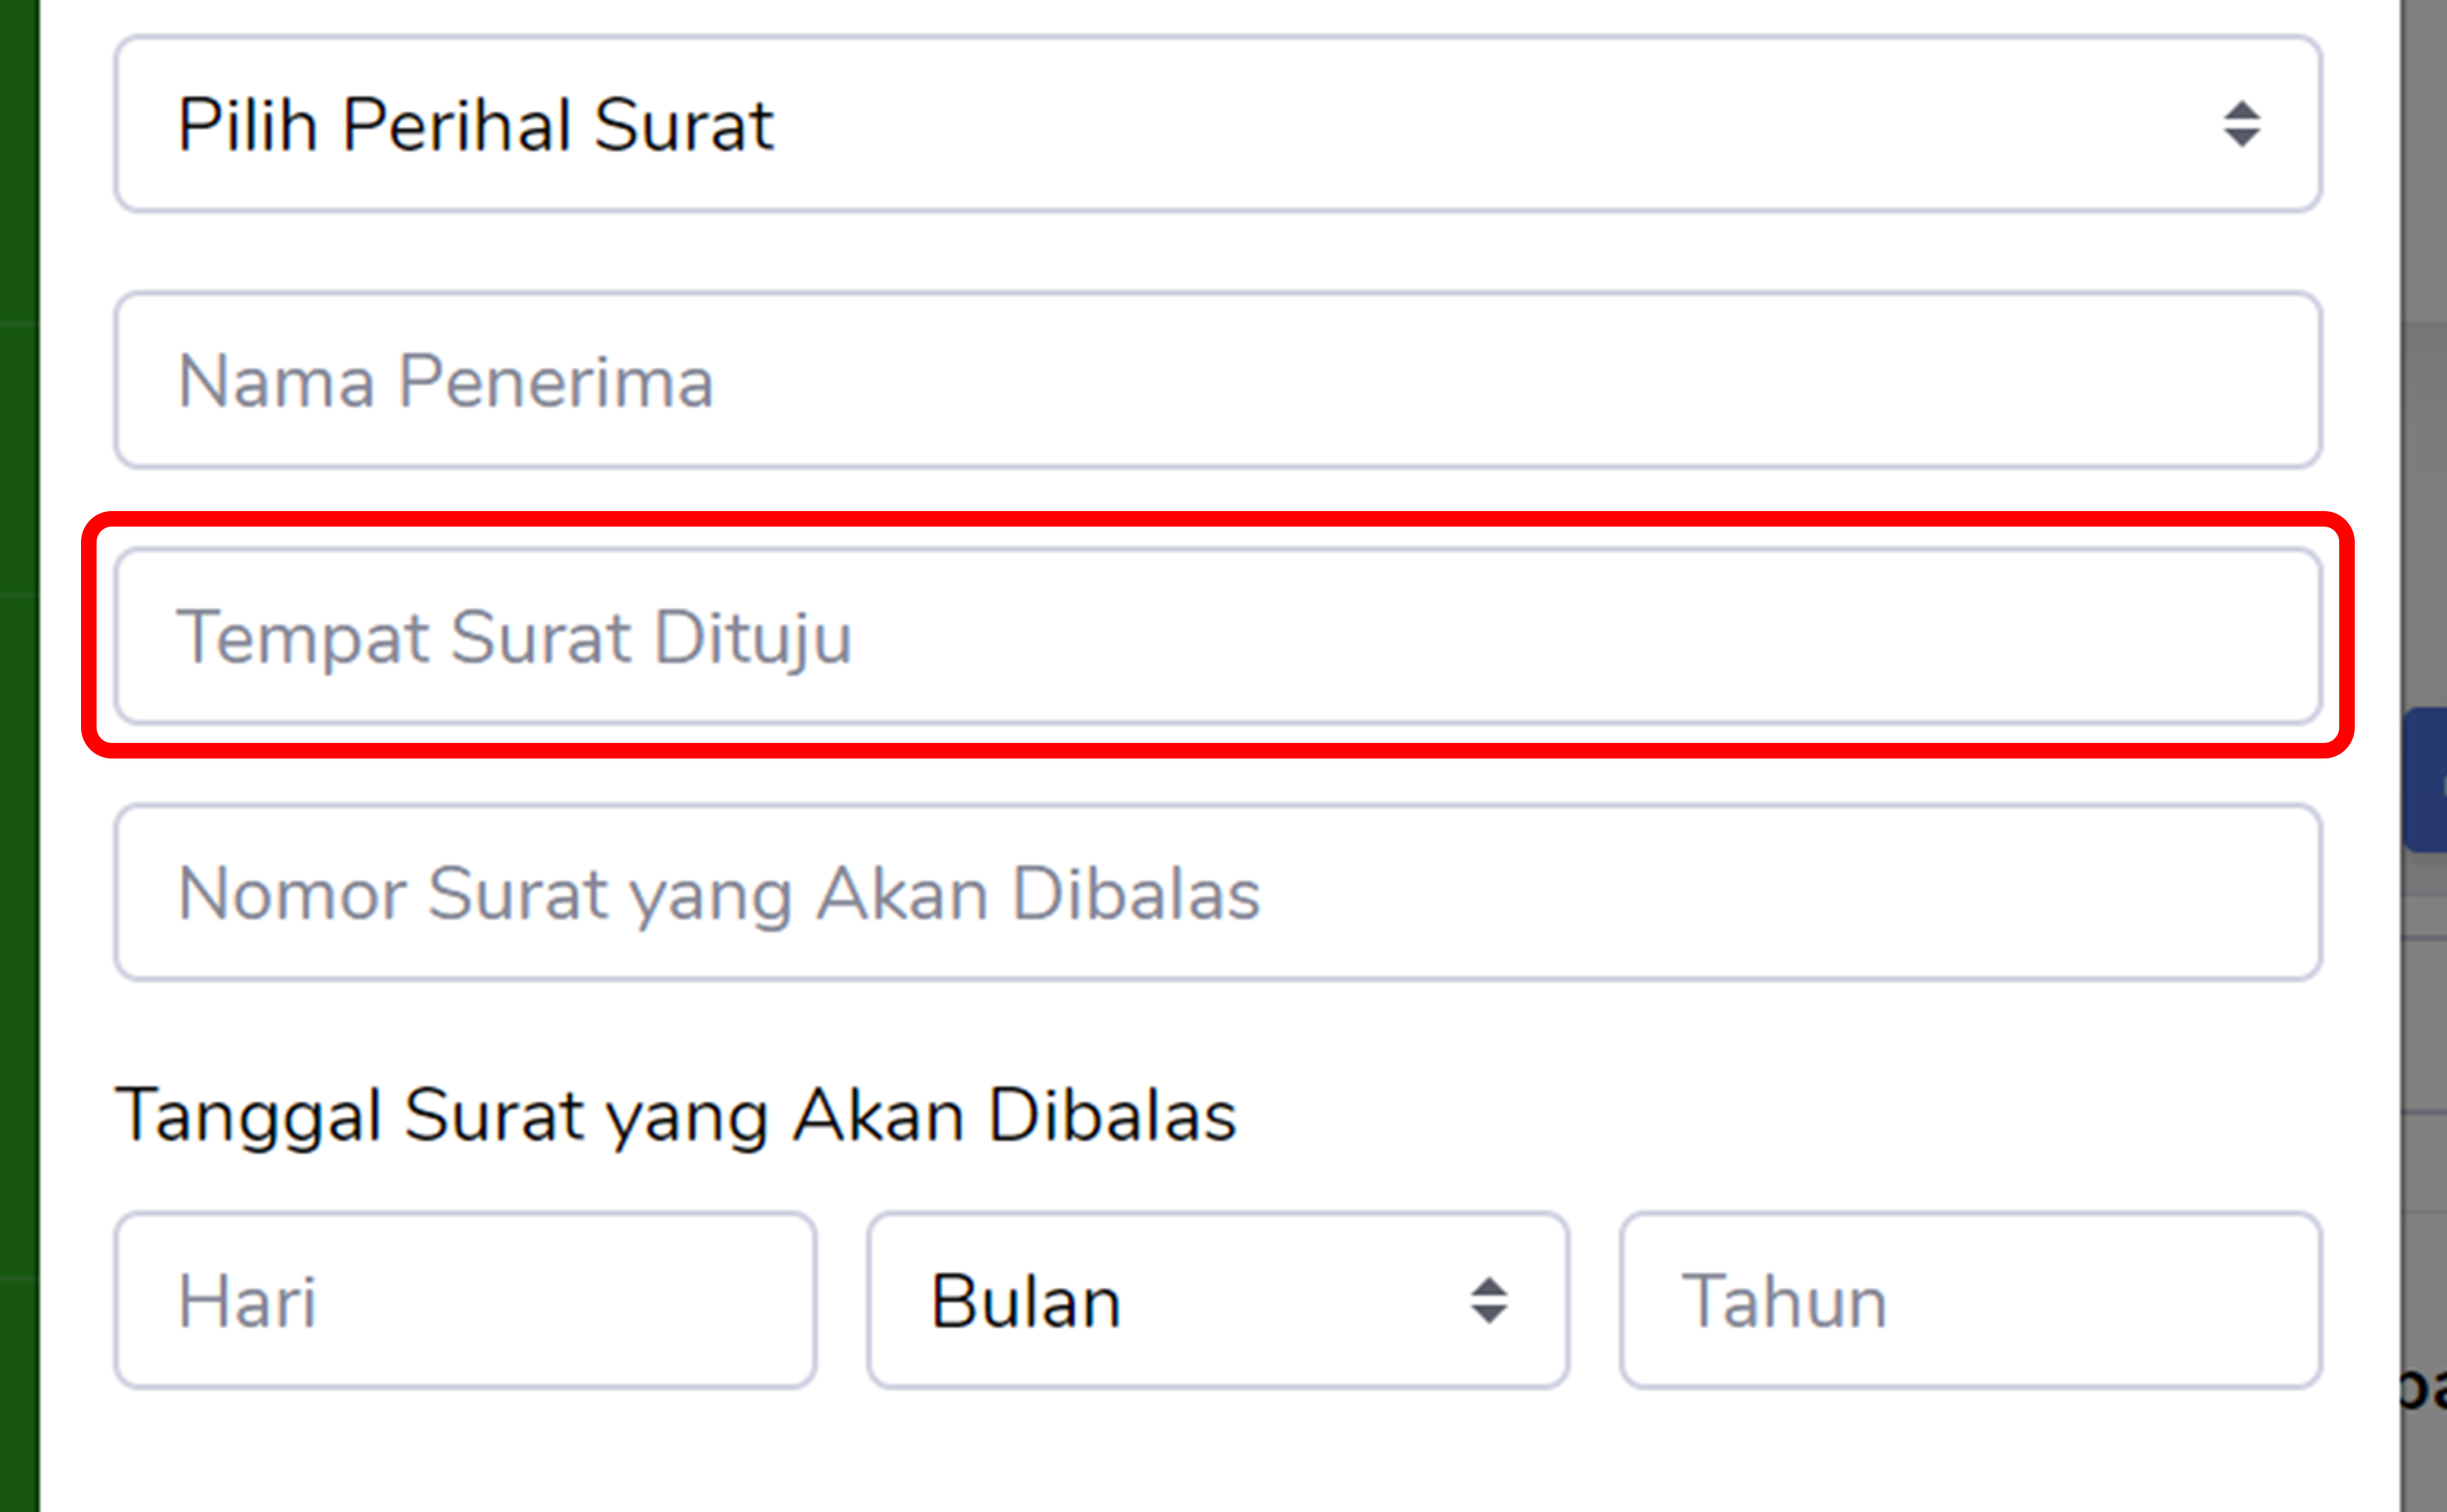 Pilih Perihal Surat
Nama Penerima
Tempat Surat Dituju
Nomor Surat yang Akan Dibalas
Tanggal Surat yang Akan Dibalas
Hari
Bulan
Tahun